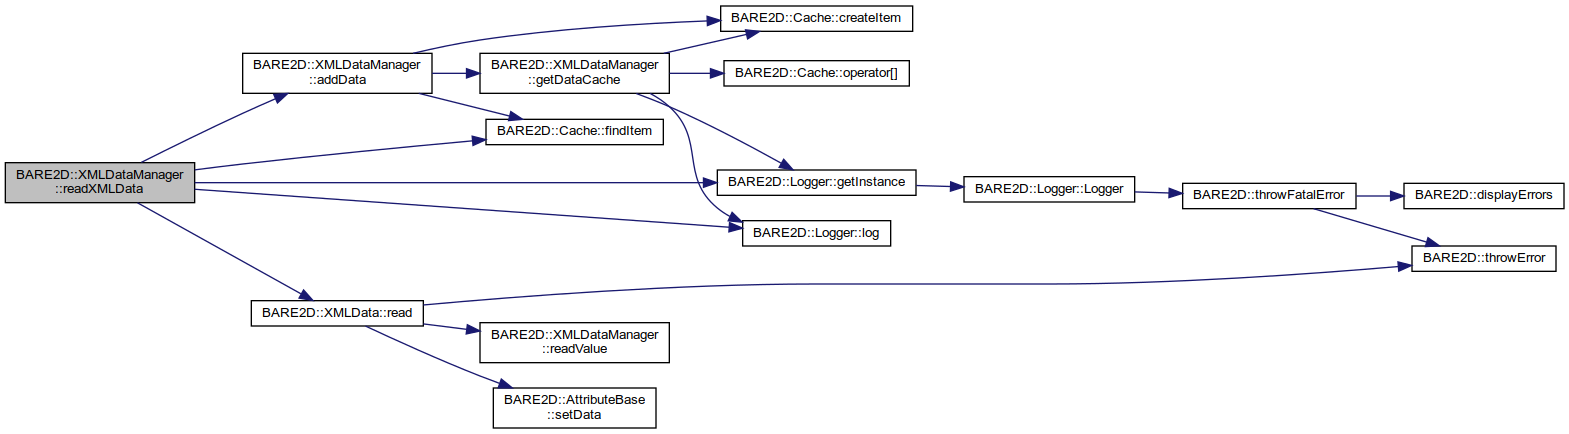 BARE2D::XMLDataManager
::readXMLData
BARE2D::XMLDataManager
::addData
BARE2D::XMLDataManager
::getDataCache
BARE2D::Cache::createItem
BARE2D::Cache::operator[]
BARE2D::Cache::findItem
BARE2D::Logger::getInstance
BARE2D::Logger::Logger
BARE2D::throwFatalError
BARE2D::displayErrors
BARE2D::Logger::log
BARE2D::throwError
BARE2D::XMLData::read
BARE2D::XMLDataManager
::readValue
BARE2D::AttributeBase
::setData